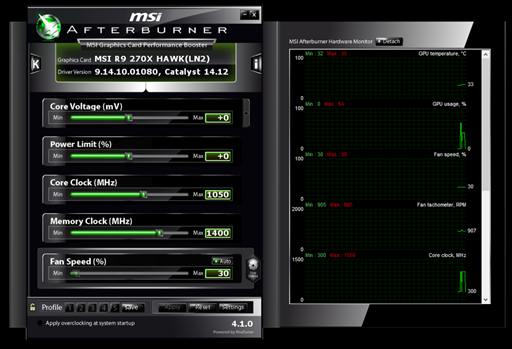 msi
AFTERBURNER
MSI Graphics Card Performance Booster
K
i
Graphics Card MSI R9 270X HAWK(LN2)
Driver Version 9.14.10.01080, Catalyst 14.12
Core Voltage (mV)
Min Max +0
Power Limit (%)
Min Max +0
Core Clock (MHz)
Min Max 1050
Memory Clock (MHz)
Min Max 1400
Fan Speed (%) Auto
Min Max 30
Profile 1 2 3 4 5 Save Apply Reset Settings
Apply overclocking at system startup
4.1.0
Powered by RivaTuner
MSI Afterburner Hardware Monitor Detach
Min : 32 Max : GPU temperature, °C
100
33
0
Min : 0 Max : GPU usage, %
100
0
0
Min : 30 Max : Fan speed, %
100
30
0
Min : 905 Max : Fan tachometer, RPM
2000
907
0
Min : 300 Max : Core clock, MHz
1500
300
0